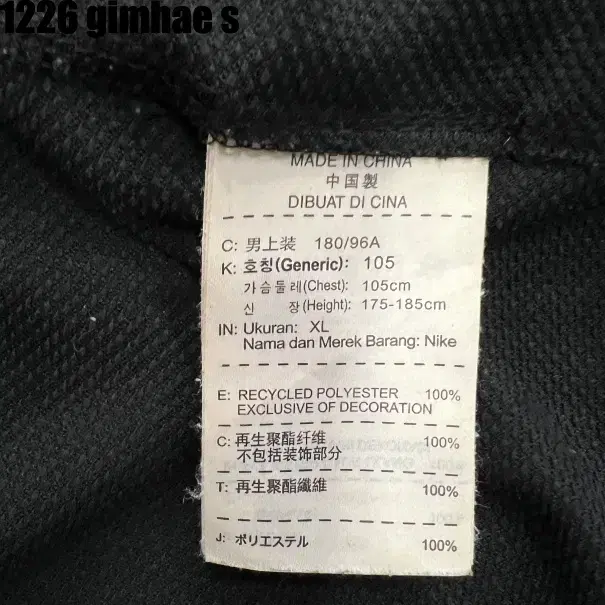 1226 gimhae s
MADE IN CHINA
中国製
DIBUAT DI CINA
C: 男上装 180/96A
K: 호칭(Generic): 105
가슴둘레(Chest): 105cm
신 장(Height): 175-185cm
IN: Ukuran: XL
Nama dan Merek Barang: Nike
E: RECYCLED POLYESTER 100%
EXCLUSIVE OF DECORATION
C: 再生聚酯纤维 100%
不包括装饰部分
T: 再生聚酯纖維 100%
J: ポリエステル 100%